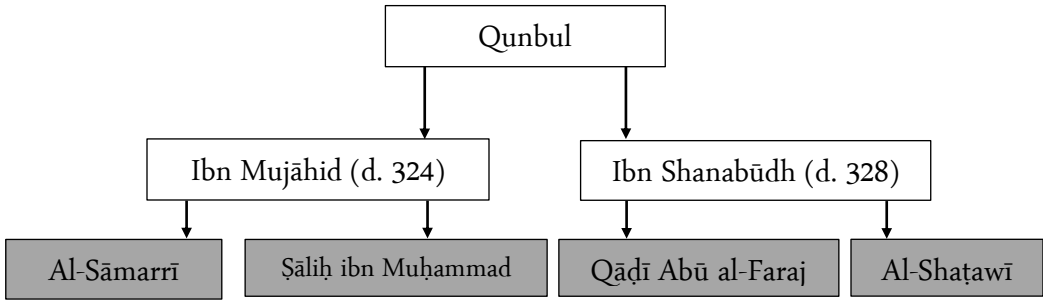 Qunbul
Ibn Mujāhid (d. 324)
Ibn Shanabūdh (d. 328)
Al-Sāmarrī
Ṣāliḥ ibn Muḥammad
Qāḍī Abū al-Faraj
Al-Shaṭawī